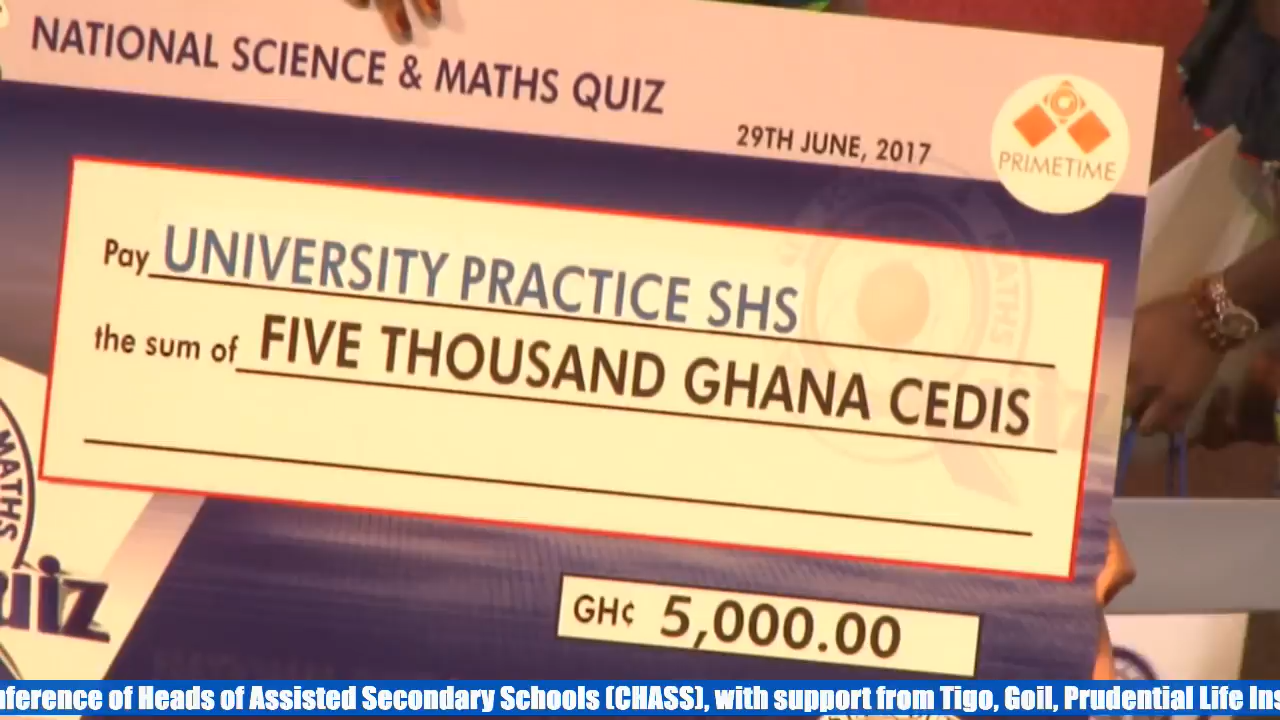 NATIONAL SCIENCE & MATHS QUIZ
29TH JUNE, 2017
PRIMETIME
Pay UNIVERSITY PRACTICE SHS
the sum of FIVE THOUSAND GHANA CEDIS
MATHS
GH¢ 5,000.00
nference of Heads of Assisted Secondary Schools (CHASS), with support from Tigo, Goil, Prudential Life Ins